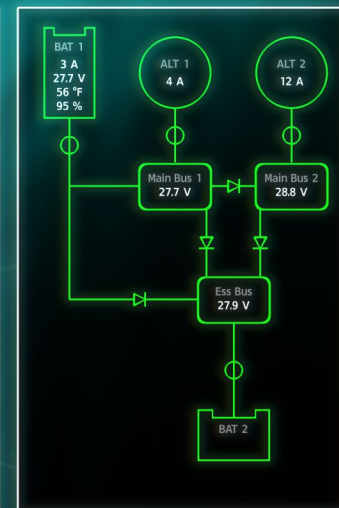 BAT 1
3 A
27.7 V
56 °F
95 %
ALT 1
4 A
ALT 2
12 A
Main Bus 1
27.7 V
Main Bus 2
28.8 V
Ess Bus
27.9 V
BAT 2